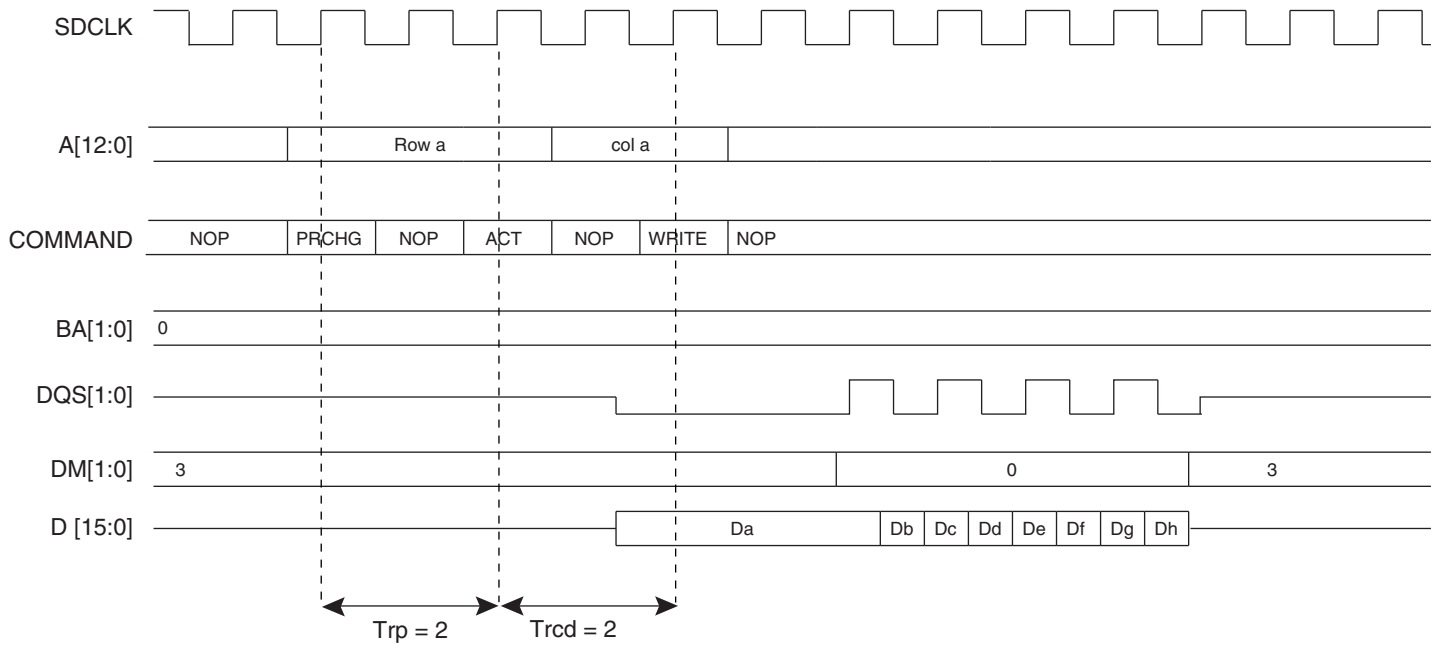 SDCLK
A[12:0] Row a col a
COMMAND NOP PRCHG NOP ACT NOP WRITE NOP
BA[1:0] 0
DQS[1:0]
DM[1:0] 3 0 3
D [15:0] Da Db Dc Dd De Df Dg Dh
Trp = 2 Trcd = 2